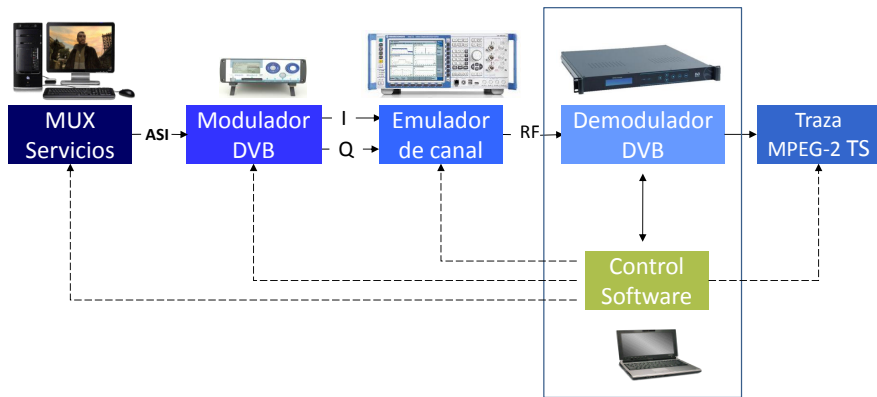 MUX
Servicios
ASI
Modulador
DVB
I
Q
Emulador
de canal
RF
Demodulador
DVB
Traza
MPEG-2 TS
Control
Software